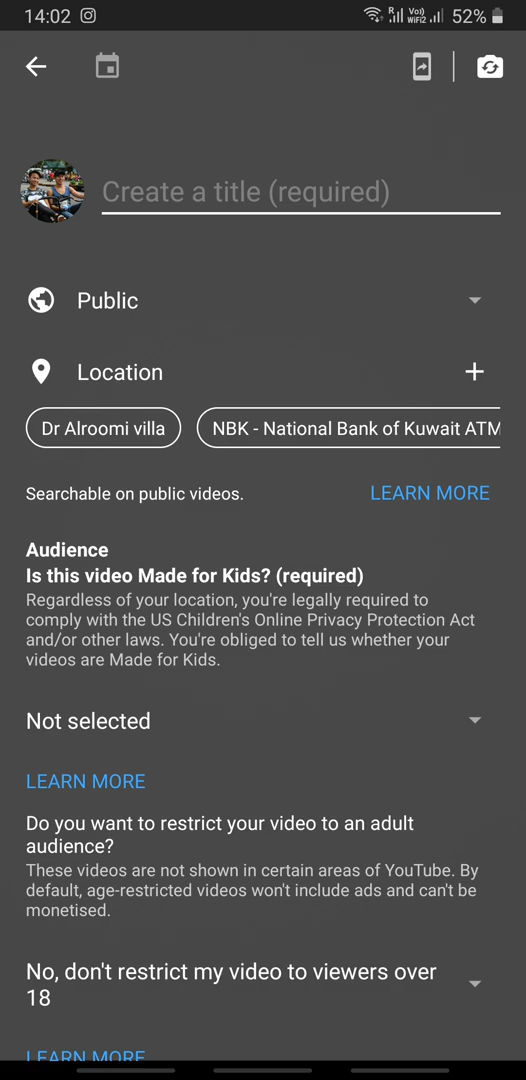 14:02
R Vo)) WiFi2 52%
Create a title (required)
Public
Location
Dr Alroomi villa
NBK - National Bank of Kuwait ATM
Searchable on public videos.
LEARN MORE
Audience
Is this video Made for Kids? (required)
Regardless of your location, you're legally required to
comply with the US Children's Online Privacy Protection Act
and/or other laws. You're obliged to tell us whether your
videos are Made for Kids.
Not selected
LEARN MORE
Do you want to restrict your video to an adult
audience?
These videos are not shown in certain areas of YouTube. By
default, age-restricted videos won't include ads and can't be
monetised.
No, don't restrict my video to viewers over
18
LEARN MORE